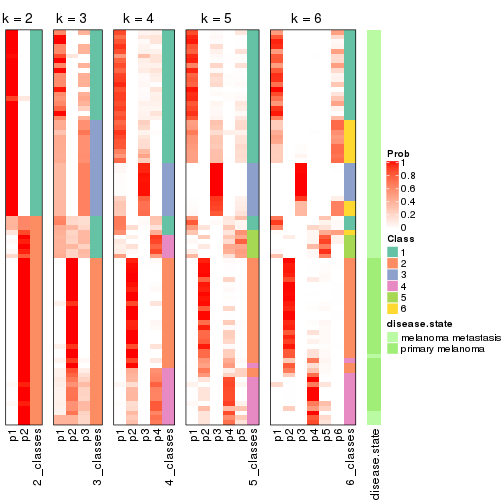 k = 2 k = 3 k = 4 k = 5 k = 6
Prob
1
0.8
0.6
0.4
0.2
0
Class
1
2
3
4
5
6
disease.state
melanoma metastasis
primary melanoma
p1 p2 2_classes p1 p2 p3 3_classes p1 p2 p3 p4 4_classes p1 p2 p3 p4 p5 5_classes p1 p2 p3 p4 p5 p6 6_classes disease.state